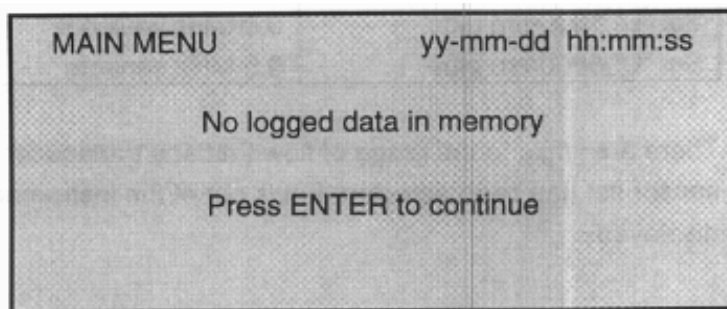 MAIN MENU yy-mm-dd hh:mm:ss
No logged data in memory
Press ENTER to continue